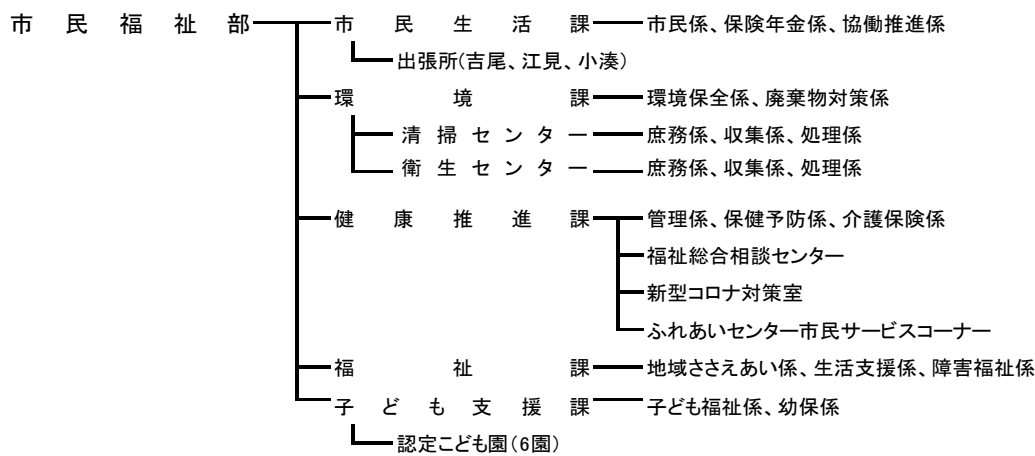 市民福祉部 市民生活課 市民係、保険年金係、協働推進係
出張所(吉尾、江見、小湊)
環境課 環境保全係、廃棄物対策係
清掃センター 庶務係、収集係、処理係
衛生センター 庶務係、収集係、処理係
健康推進課 管理係、保健予防係、介護保険係
福祉総合相談センター
新型コロナ対策室
ふれあいセンター市民サービスコーナー
福祉課 地域ささえあい係、生活支援係、障害福祉係
子ども支援課 子ども福祉係、幼保係
認定こども園(6園)